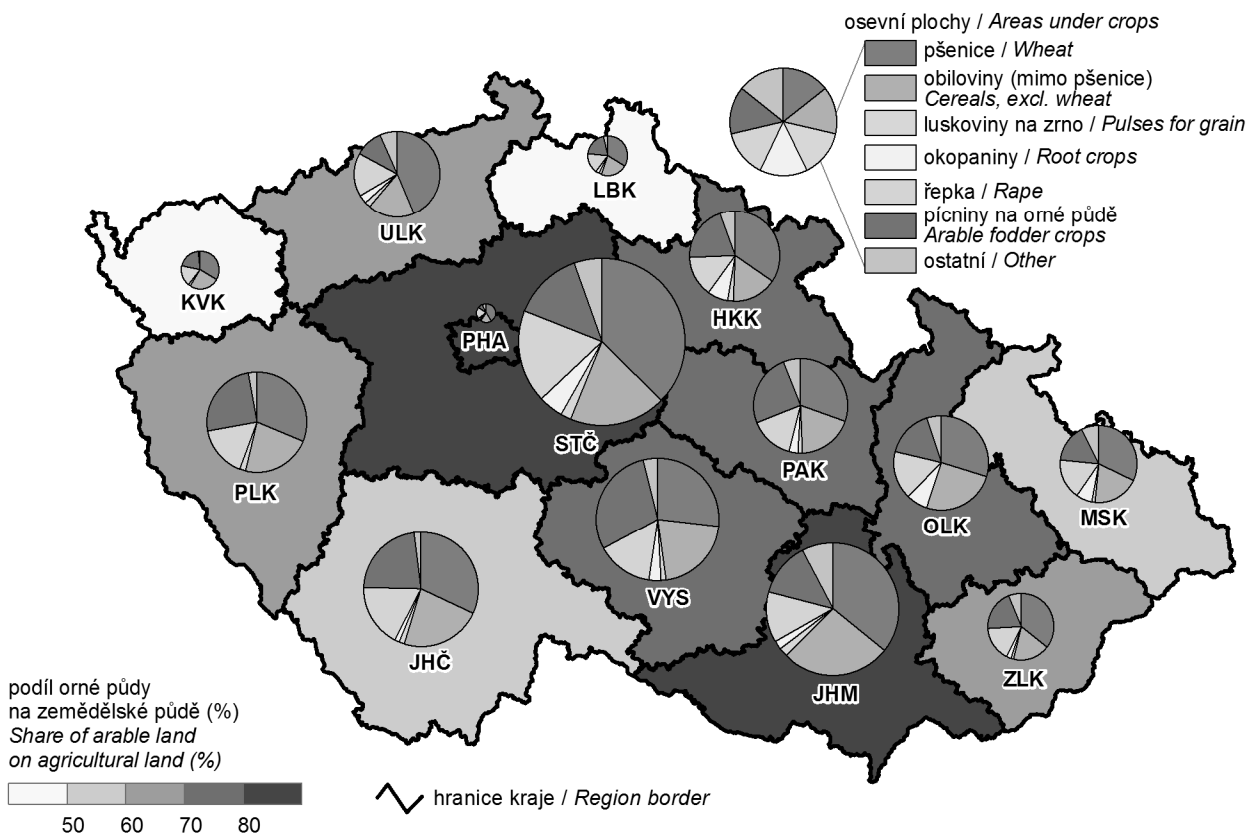 osevní plochy / Areas under crops
pšenice / Wheat
obiloviny (mimo pšenice)
Cereals, excl. wheat
luskoviny na zrno / Pulses for grain
okopaniny / Root crops
řepka / Rape
pícniny na orné půdě
Arable fodder crops
ostatní / Other
LBK
ULK
KVK
HKK
PHA
STČ
PAK
PLK
OLK
MSK
VYS
JHČ
ZLK
JHM
podíl orné půdy
na zemědělské půdě (%)
Share of arable land
on agricultural land (%)
50 60 70 80
hranice kraje / Region border